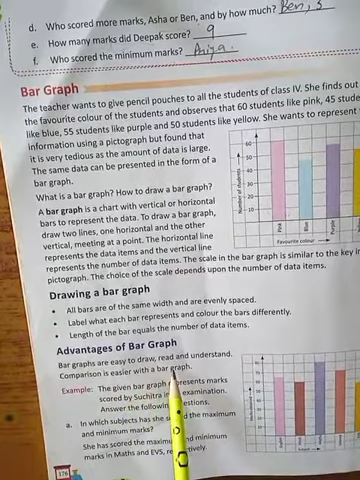 d. Who scored more marks, Asha or Ben, and by how much? Ben, 3
e. How many marks did Deepak score? 9
f. Who scored the minimum marks? Priya.
Bar Graph
The teacher wants to give pencil pouches to all the students of class IV. She finds out
the favourite colour of the students and observes that 60 students like pink, 45 stude
like blue, 55 students like purple and 50 students like yellow. She wants to represent
information using a pictograph but found that
it is very tedious as the amount of data is large.
The same data can be presented in the form of a
bar graph.
What is a bar graph? How to draw a bar graph?
A bar graph is a chart with vertical or horizontal
bars to represent the data. To draw a bar graph,
draw two lines, one horizontal and the other
vertical, meeting at a point. The horizontal line
represents the data items and the vertical line
represents the number of data items. The scale in the bar graph is similar to the key in
pictograph. The choice of the scale depends upon the number of data items.
Number of students
60
50
40
30
20
10
Pink
Blue
Purple
Favourite colour
Drawing a bar graph
• All bars are of the same width and are evenly spaced.
• Label what each bar represents and colour the bars differently.
• Length of the bar equals the number of data items.
Advantages of Bar Graph
Bar graphs are easy to draw, read and understand.
Comparison is easier with a bar graph.
Example: The given bar graph represents marks
scored by Suchitra in examination.
Answer the following estions.
a. In which subjects has she s d the maximum
and minimum marks?
She has scored the maximu nd minimum
marks in Maths and EVS, re tively.
176